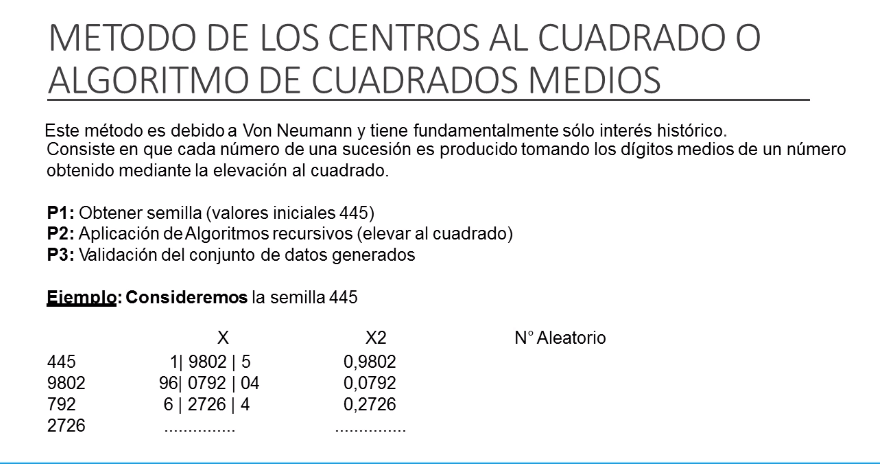 METODO DE LOS CENTROS AL CUADRADO O
ALGORITMO DE CUADRADOS MEDIOS
Este método es debido a Von Neumann y tiene fundamentalmente sólo interés histórico.
Consiste en que cada número de una sucesión es producido tomando los dígitos medios de un número
obtenido mediante la elevación al cuadrado.
P1: Obtener semilla (valores iniciales 445)
P2: Aplicación de Algoritmos recursivos (elevar al cuadrado)
P3: Validación del conjunto de datos generados
Ejemplo: Consideremos la semilla 445
X X2 N° Aleatorio
445 1| 9802 | 5 0,9802
9802 96| 0792 | 04 0,0792
792 6 | 2726 | 4 0,2726
2726 ............... ...............